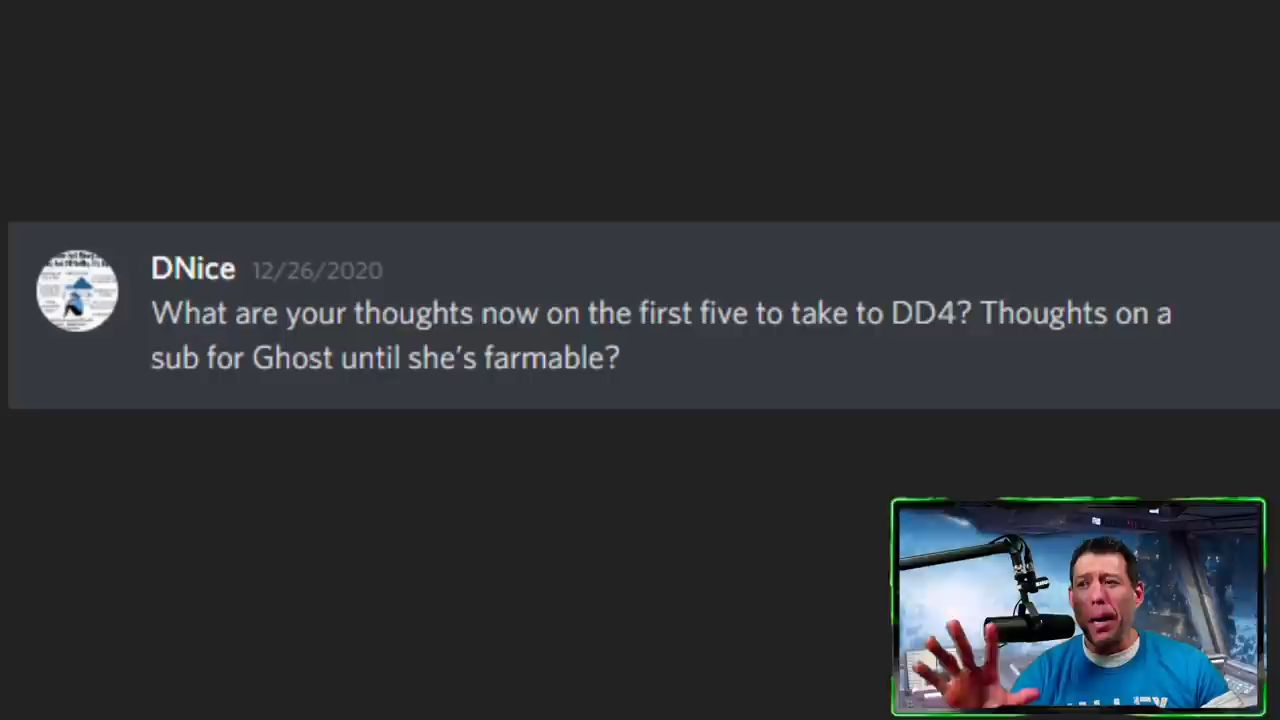 DNice 12/26/2020
What are your thoughts now on the first five to take to DD4? Thoughts on a
sub for Ghost until she's farmable?